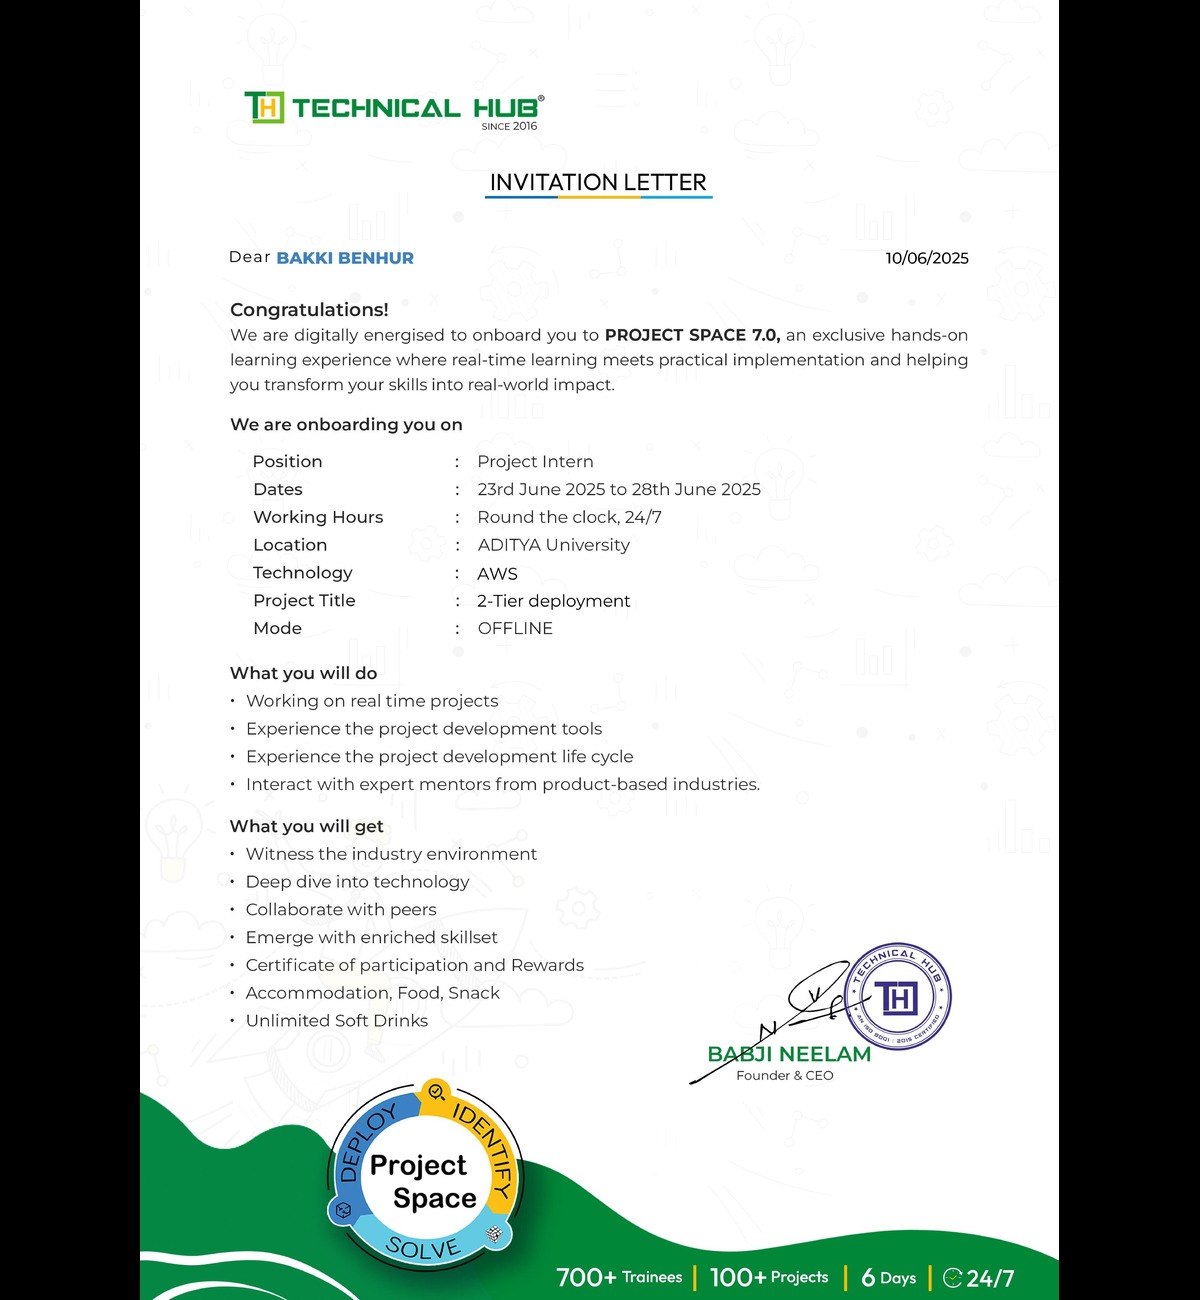 TH TECHNICAL HUB®
SINCE 2016
INVITATION LETTER
Dear BAKKI BENHUR 10/06/2025
Congratulations!
We are digitally energised to onboard you to PROJECT SPACE 7.0, an exclusive hands-on
learning experience where real-time learning meets practical implementation and helping
you transform your skills into real-world impact.
We are onboarding you on
Position : Project Intern
Dates : 23rd June 2025 to 28th June 2025
Working Hours : Round the clock, 24/7
Location : ADITYA University
Technology : AWS
Project Title : 2-Tier deployment
Mode : OFFLINE
What you will do
• Working on real time projects
• Experience the project development tools
• Experience the project development life cycle
• Interact with expert mentors from product-based industries.
What you will get
• Witness the industry environment
• Deep dive into technology
• Collaborate with peers
• Emerge with enriched skillset
• Certificate of participation and Rewards
• Accommodation, Food, Snack
• Unlimited Soft Drinks
TECHNICAL HUB
TH
AN ISO 9001 : 2015 CERTIFIED
BABJI NEELAM
Founder & CEO
DEPLOY
IDENTIFY
SOLVE
Project
Space
700+ Trainees | 100+ Projects | 6 Days | 24/7